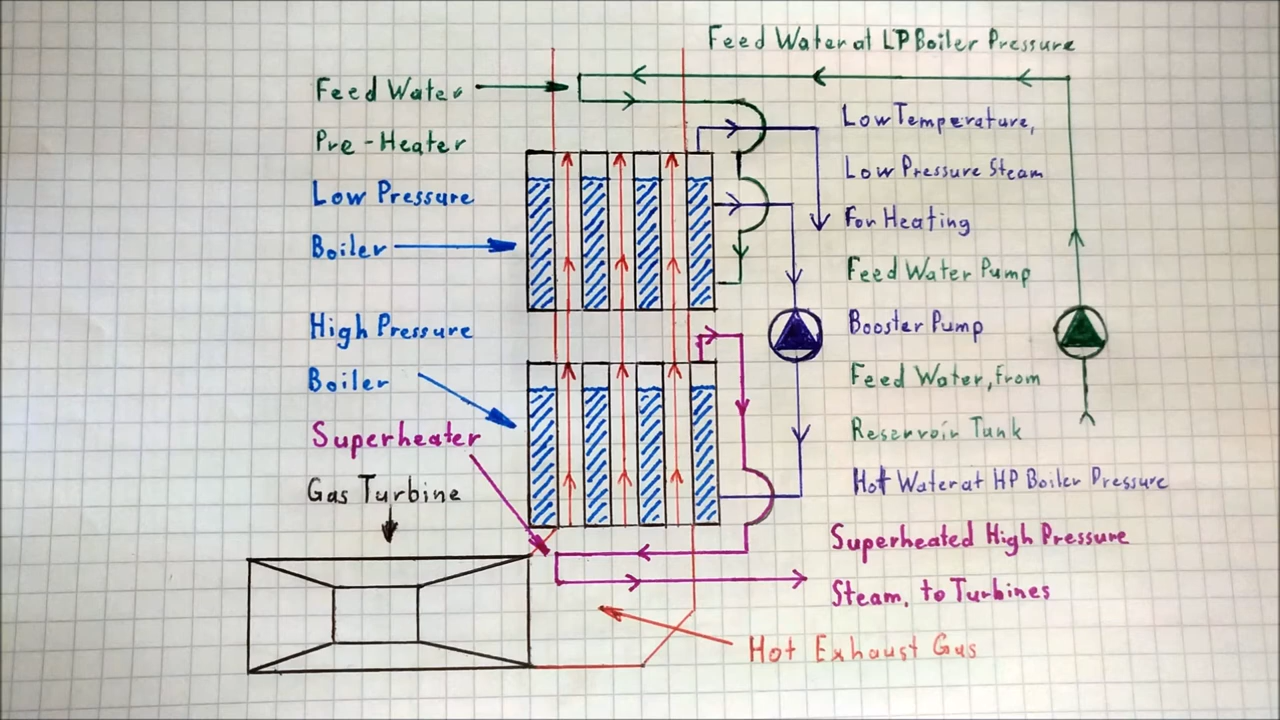 Feed Water at LP Boiler Pressure
Feed Water
Pre-Heater
Low Pressure
Boiler
High Pressure
Boiler
Superheater
Gas Turbine
Low Temperature,
Low Pressure Steam
For Heating
Feed Water Pump
Booster Pump
Feed Water, from
Reservoir Tank
Hot Water at HP Boiler Pressure
Superheated High Pressure
Steam, to Turbines
Hot Exhaust Gas